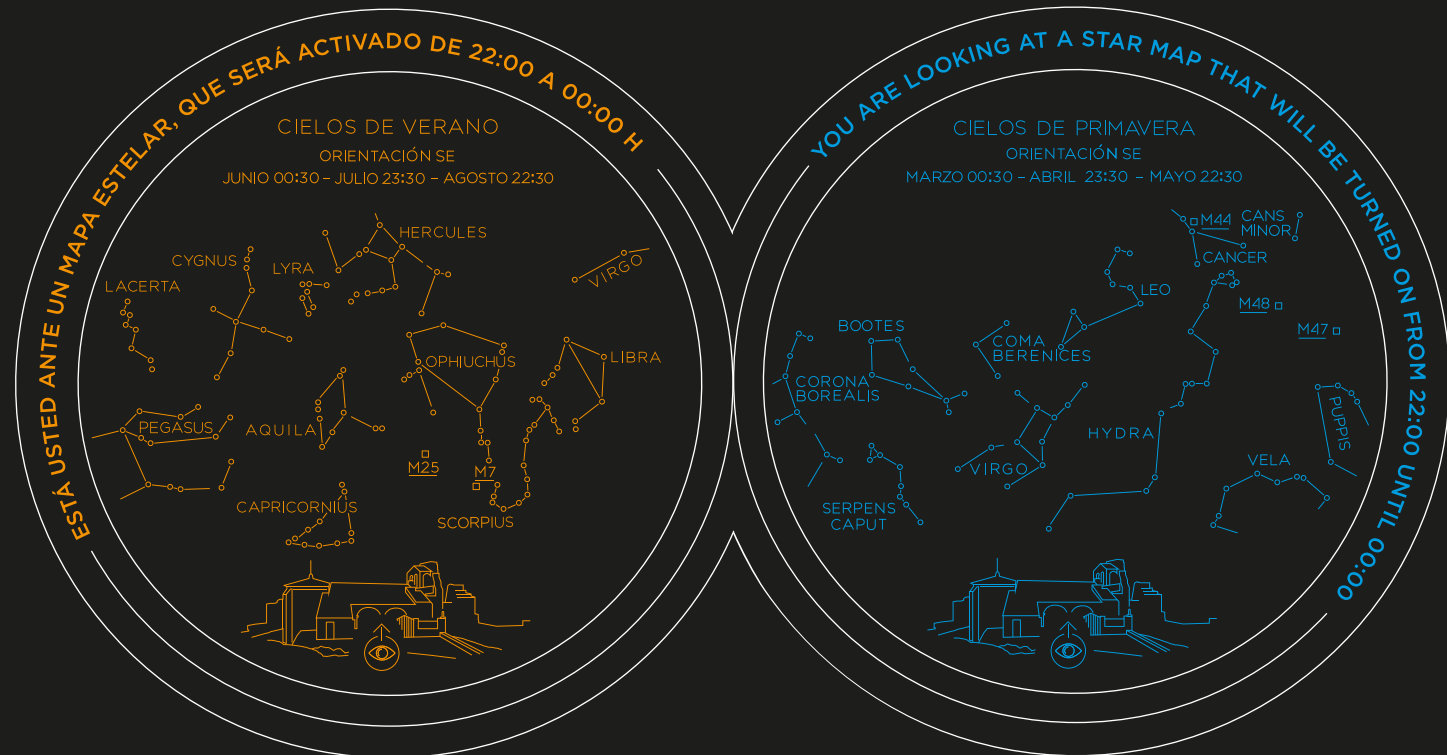 ESTÁ USTED ANTE UN MAPA ESTELAR, QUE SERÁ ACTIVADO DE 22:00 A 00:00 H
CIELOS DE VERANO
ORIENTACIÓN SE
JUNIO 00:30 – JULIO 23:30 – AGOSTO 22:30
HERCULES
CYGNUS
LYRA
VIRGO
LACERTA
OPHIUCHUS
LIBRA
PEGASUS
AQUILA
M25
M7
CAPRICORNIUS
SCORPIUS
YOU ARE LOOKING AT A STAR MAP THAT WILL BE TURNED ON FROM 22:00 UNTIL 00:00
CIELOS DE PRIMAVERA
ORIENTACIÓN SE
MARZO 00:30 – ABRIL 23:30 – MAYO 22:30
M44
CANS
MINOR
CANCER
LEO
M48
M47
BOOTES
COMA
BERENICES
CORONA
BOREALIS
PUPPIS
HYDRA
VIRGO
VELA
SERPENS
CAPUT